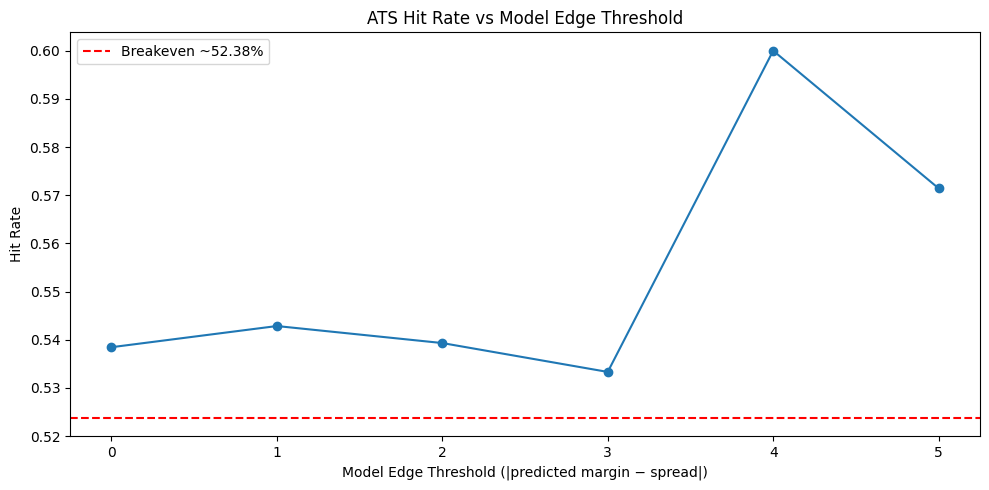 ATS Hit Rate vs Model Edge Threshold
Breakeven ~52.38%
0.60
0.59
0.58
0.57
0.56
0.55
0.54
0.53
0.52
Hit Rate
0 1 2 3 4 5
Model Edge Threshold (|predicted margin − spread|)